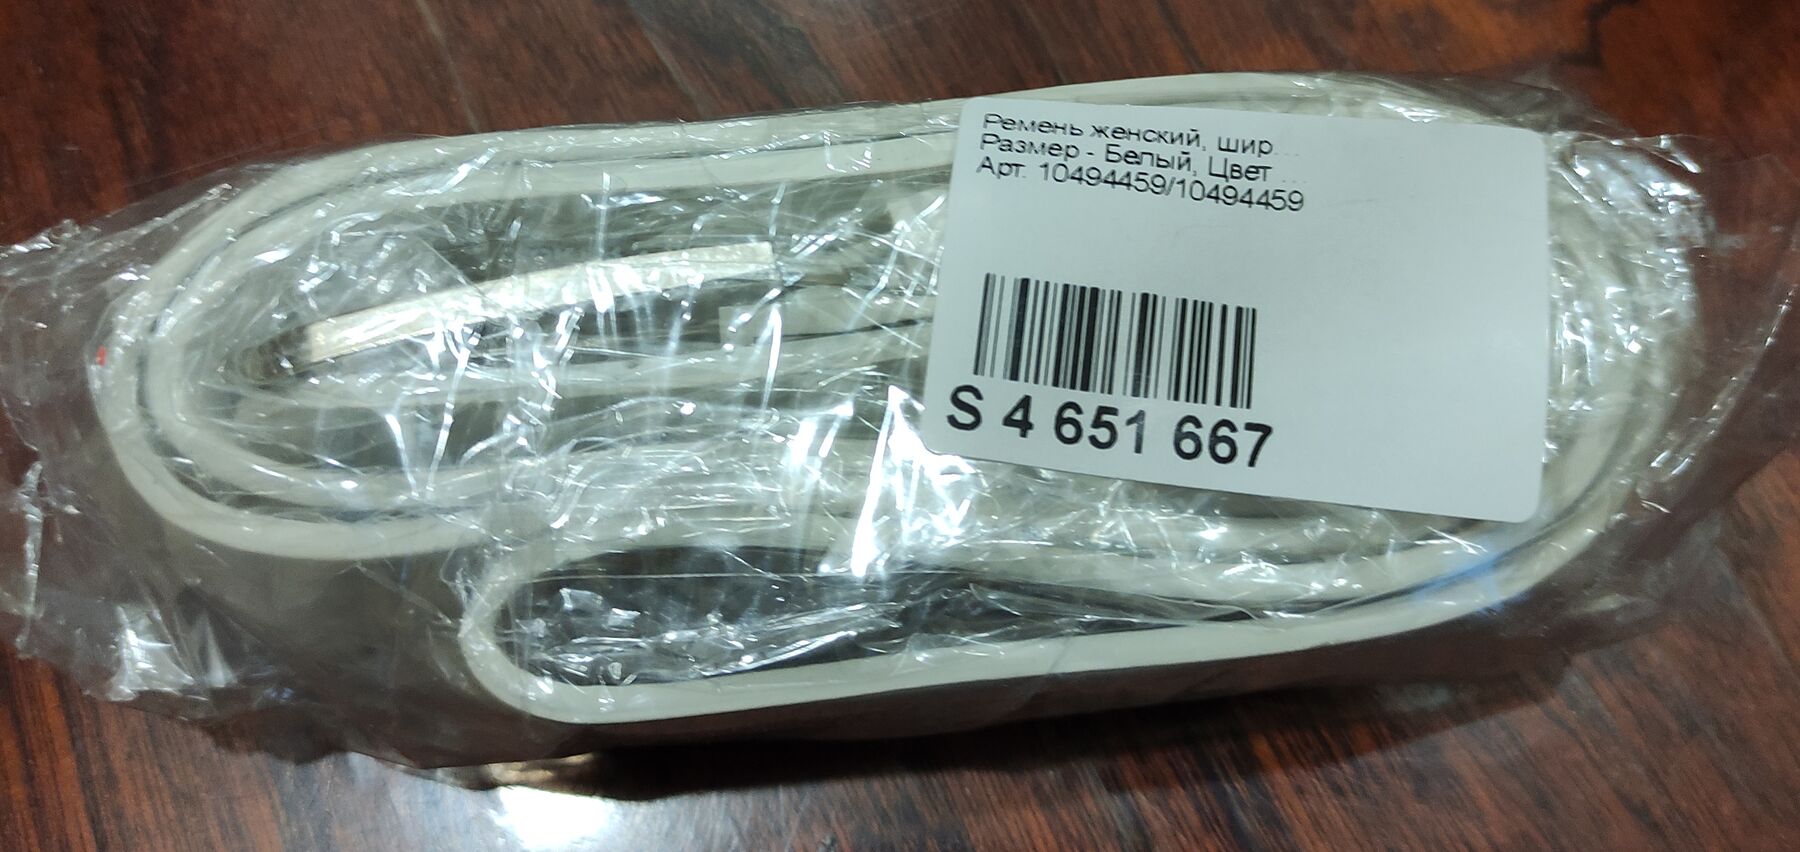 Ремень женский, шир...
Размер - Белый, Цвет ...
Арт. 10494459/10494459
S 4 651 667